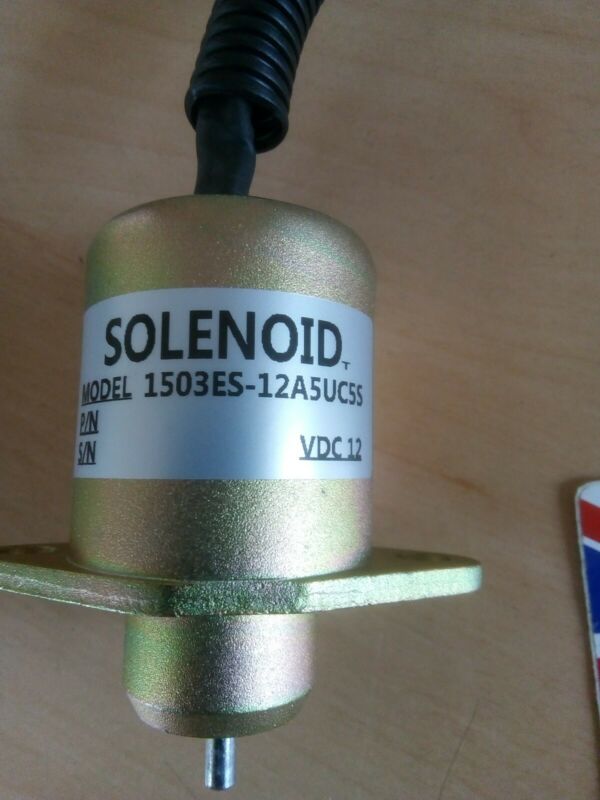 SOLENOID T
MODEL 1503ES-12A5UC5S
P/N
S/N VDC 12